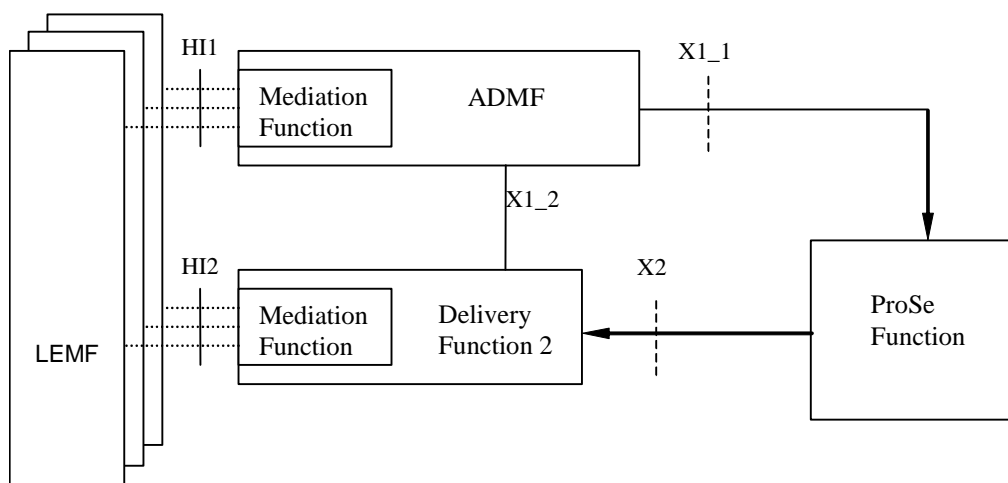 HI1
X1_1
Mediation
Function
ADMF
X1_2
HI2
X2
Mediation
Function
Delivery
Function 2
ProSe
Function
LEMF